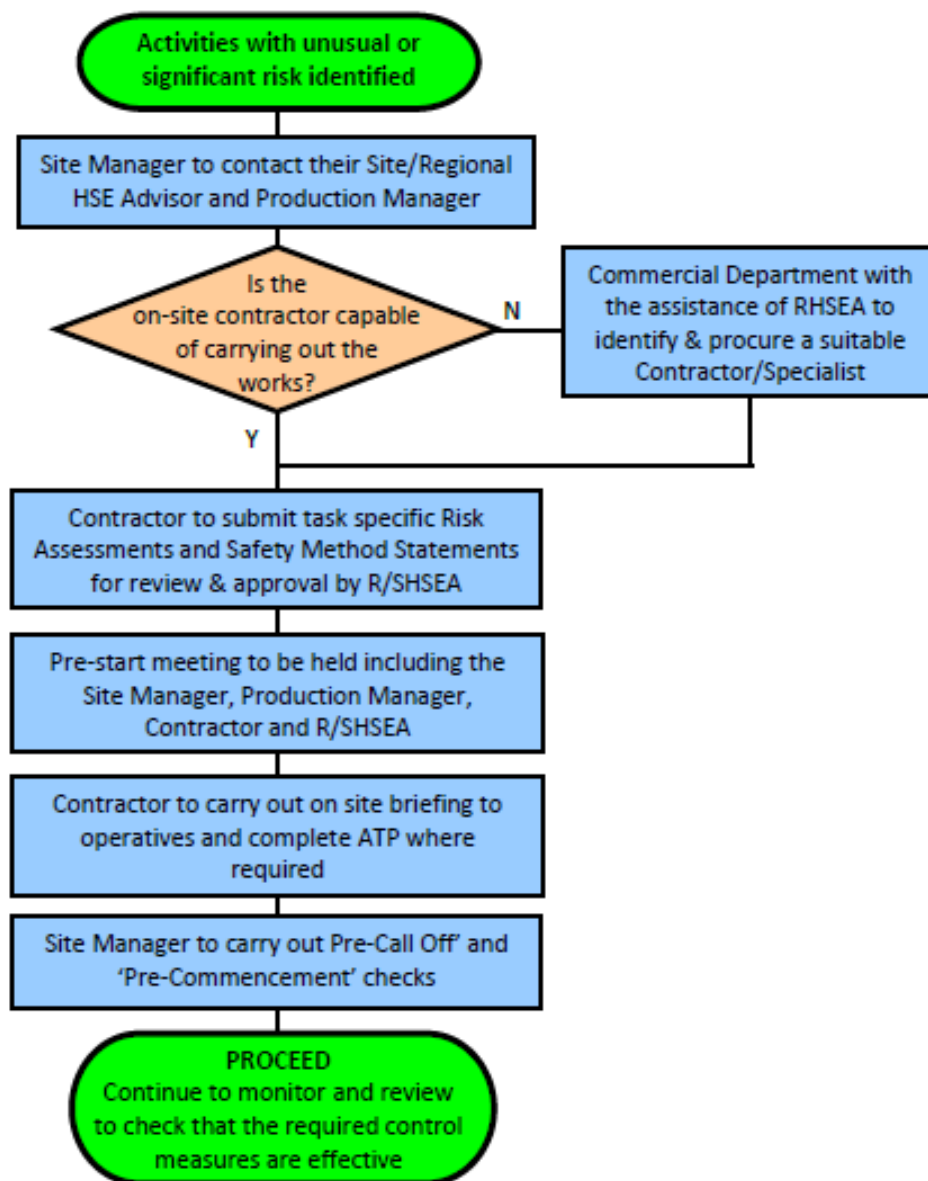 Activities with unusual or
significant risk identified
Site Manager to contact their Site/Regional
HSE Advisor and Production Manager
Is the
on-site contractor capable
of carrying out the
works?
N
Commercial Department with
the assistance of RHSEA to
identify & procure a suitable
Contractor/Specialist
Y
Contractor to submit task specific Risk
Assessments and Safety Method Statements
for review & approval by R/SHSEA
Pre-start meeting to be held including the
Site Manager, Production Manager,
Contractor and R/SHSEA
Contractor to carry out on site briefing to
operatives and complete ATP where
required
Site Manager to carry out Pre-Call Off’ and
‘Pre-Commencement’ checks
PROCEED
Continue to monitor and review
to check that the required control
measures are effective